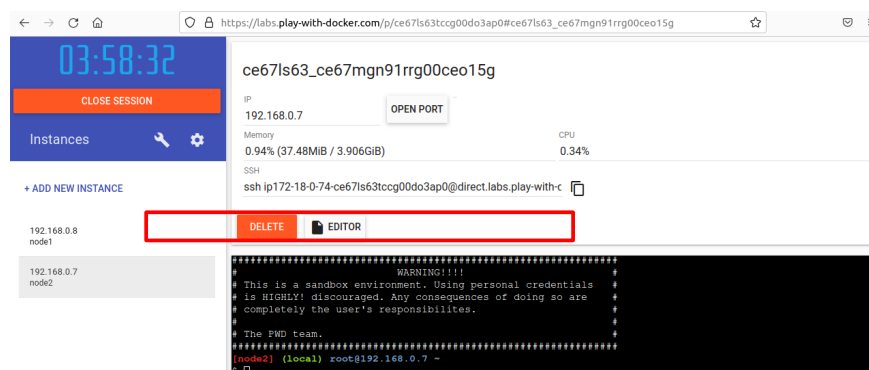 https://labs.play-with-docker.com/p/ce67ls63tccg00do3ap0#ce67ls63_ce67mgn91rrg00ceo15g
03:58:32
CLOSE SESSION
Instances
+ ADD NEW INSTANCE
192.168.0.8
node1
192.168.0.7
node2
ce67ls63_ce67mgn91rrg00ceo15g
IP
192.168.0.7
OPEN PORT
Memory
0.94% (37.48MiB / 3.906GiB)
CPU
0.34%
SSH
ssh ip172-18-0-74-ce67ls63tccg00do3ap0@direct.labs.play-with-c
DELETE
EDITOR
###############################################################
# WARNING!!!! #
# This is a sandbox environment. Using personal credentials #
# is HIGHLY! discouraged. Any consequences of doing so are #
# completely the user's responsibilites. #
# #
# The PWD team. #
###############################################################
[node2] (local) root@192.168.0.7 ~
$